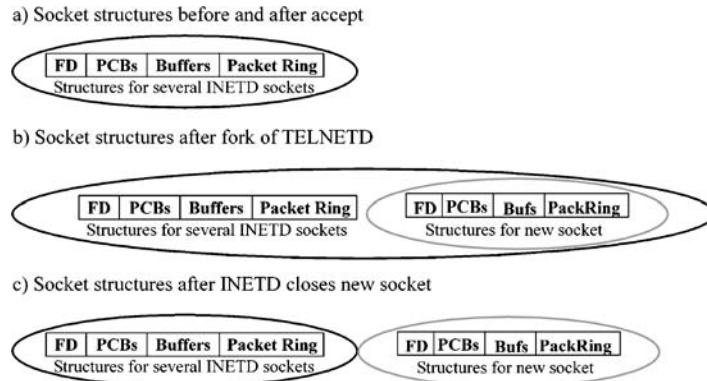 a) Socket structures before and after accept
FD PCBs Buffers Packet Ring
Structures for several INETD sockets
b) Socket structures after fork of TELNETD
FD PCBs Buffers Packet Ring FD PCBs Bufs PackRing
Structures for several INETD sockets Structures for new socket
c) Socket structures after INETD closes new socket
FD PCBs Buffers Packet Ring FD PCBs Bufs PackRing
Structures for several INETD sockets Structures for new socket